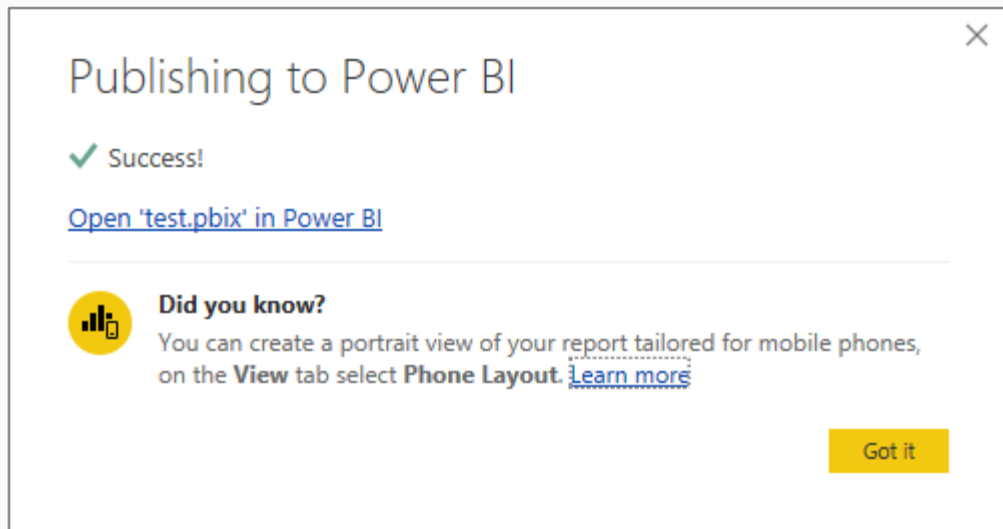 Publishing to Power BI
Success!
Open 'test.pbix' in Power BI
Did you know?
You can create a portrait view of your report tailored for mobile phones,
on the View tab select Phone Layout. Learn more
Got it